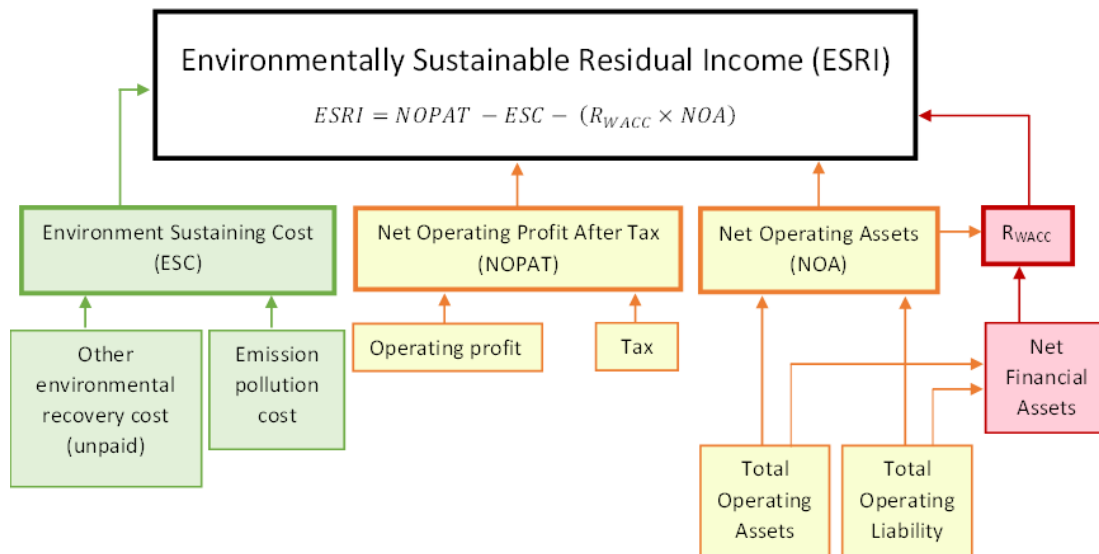 Environmentally Sustainable Residual Income (ESRI)
ESRI = NOPAT − ESC − (R_WACC × NOA)
Environment Sustaining Cost
(ESC)
Net Operating Profit After Tax
(NOPAT)
Net Operating Assets
(NOA)
R_WACC
Other
environmental
recovery cost
(unpaid)
Emission
pollution
cost
Operating profit
Tax
Net
Financial
Assets
Total
Operating
Assets
Total
Operating
Liability